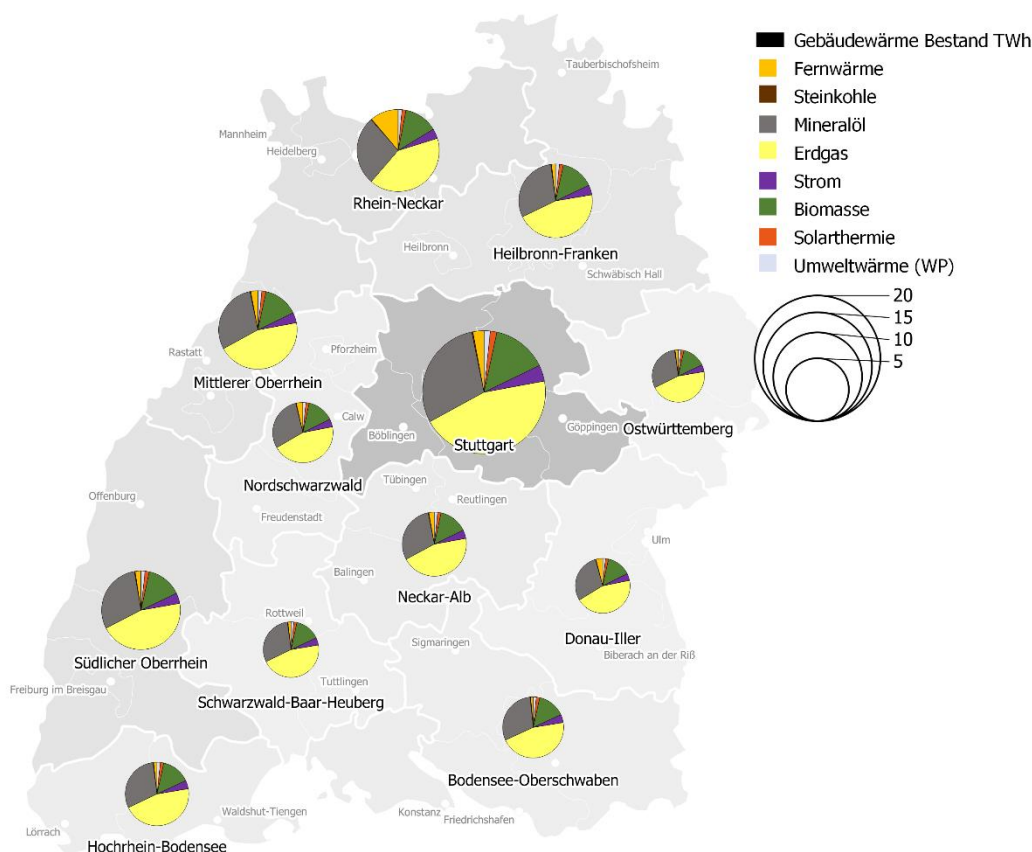 Gebäudewärme Bestand TWh
Fernwärme
Steinkohle
Mineralöl
Erdgas
Strom
Biomasse
Solarthermie
Umweltwärme (WP)
20
15
10
5
Tauberbischofsheim
Mannheim
Heidelberg
Rhein-Neckar
Heilbronn
Heilbronn-Franken
Schwäbisch Hall
Rastatt
Pforzheim
Mittlerer Oberrhein
Calw
Böblingen
Stuttgart
Göppingen
Ostwürttemberg
Nordschwarzwald
Tübingen
Reutlingen
Offenburg
Freudenstadt
Ulm
Balingen
Neckar-Alb
Rottweil
Donau-Iller
Sigmaringen
Biberach an der Riß
Südlicher Oberrhein
Freiburg im Breisgau
Tuttlingen
Schwarzwald-Baar-Heuberg
Bodensee-Oberschwaben
Waldshut-Tiengen
Konstanz
Friedrichshafen
Lörrach
Hochrhein-Bodensee